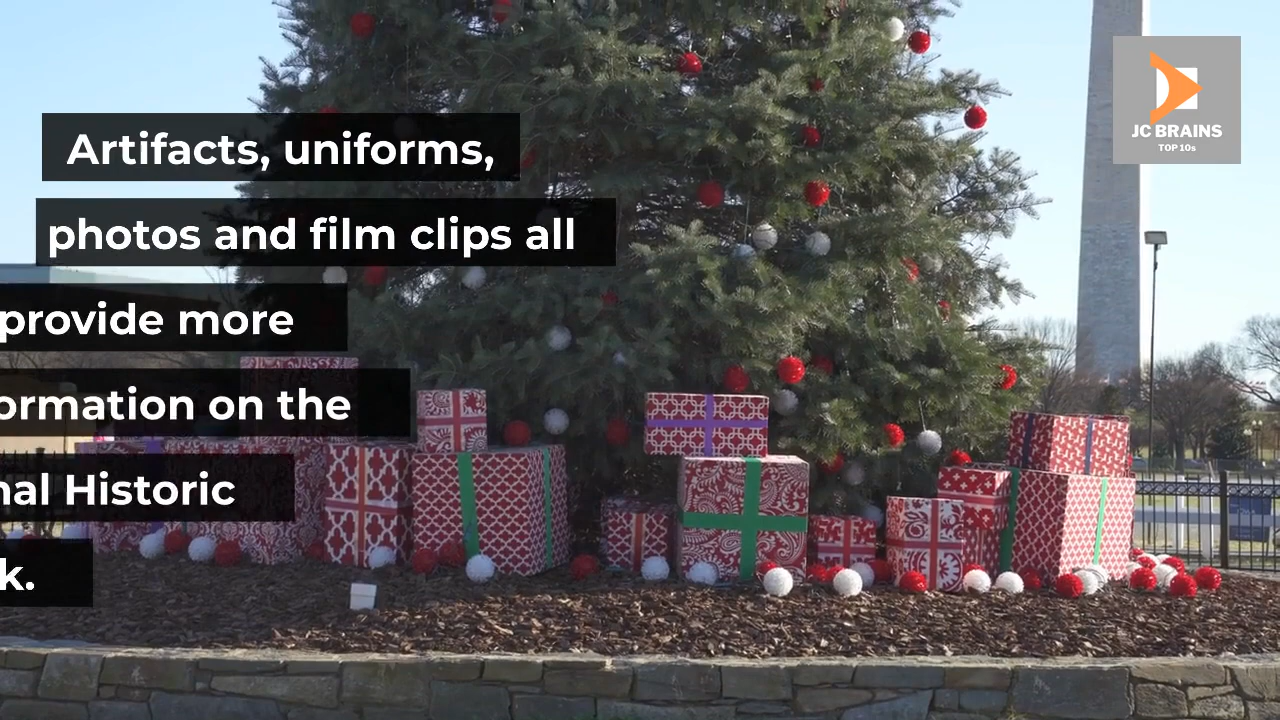 Artifacts, uniforms,
photos and film clips all
provide more
ormation on the
nal Historic
k.
JC BRAINS
TOP 10s